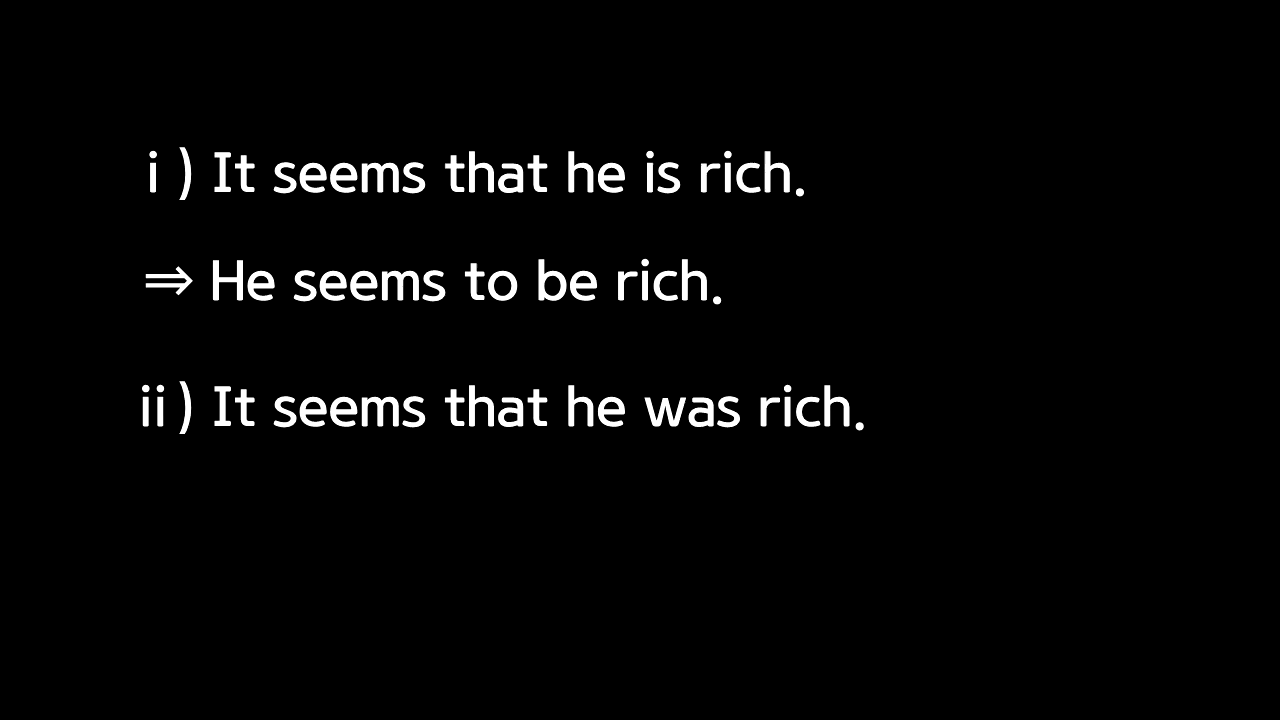 ⅰ) It seems that he is rich.
⇒ He seems to be rich.
ⅱ) It seems that he was rich.